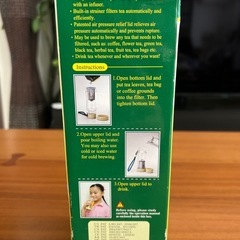 with an infuser.
• Built-in strainer filters tea automatically and
efficiently.
• Patented air pressure relief lid relieves air
pressure automatically and prevents rupture.
• May be used to brew any items that need to be
filtered, such as: coffee, flower tea, green tea,
black tea, herbal tea, fruit tea, tea bags etc.
• Drink tea whenever and wherever you want!
Instructions
1.Open bottom lid and
put tea leaves, tea bag
or coffee grounds
into the filter. Then
tighten bottom lid.
2.Open upper lid and
pour boiling water.
You may also use
cold or iced water for
cold brewing.
3.Open upper lid to
drink.
Before using, please